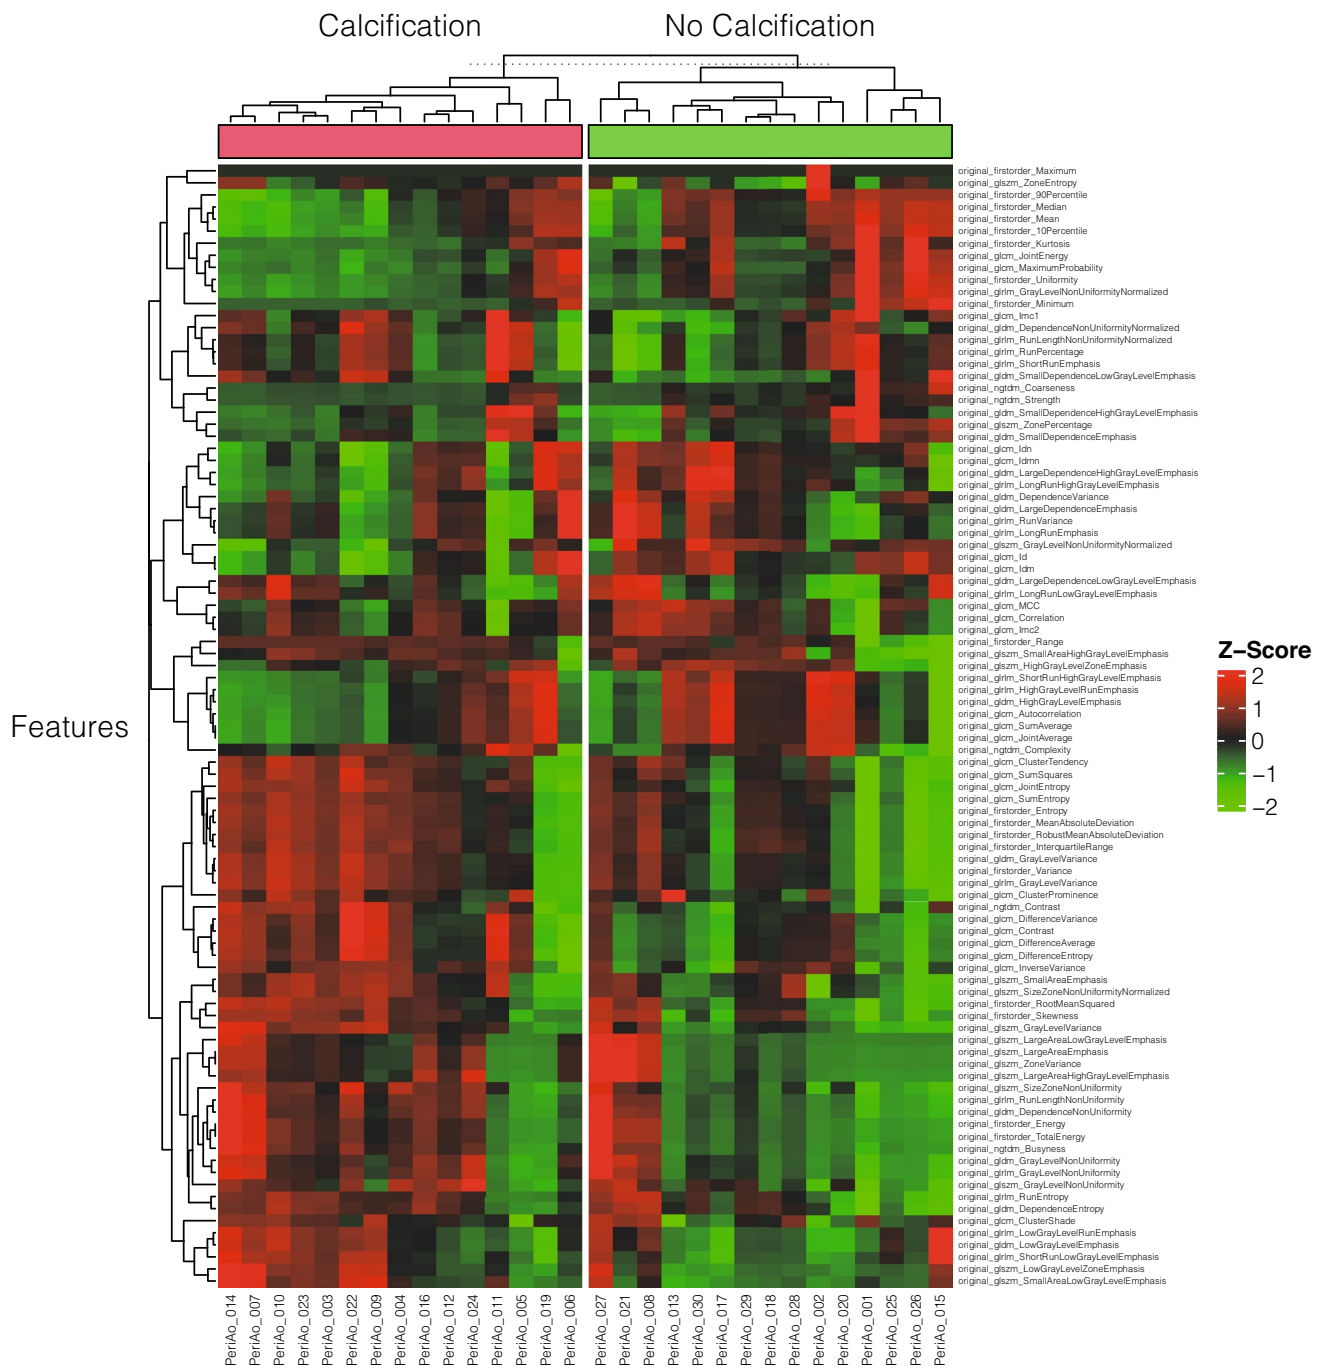 Calcification
No Calcification
original_firstorder_Maximum
original_glszm_ZoneEntropy
original_firstorder_90Percentile
original_firstorder_Median
original_firstorder_Mean
original_firstorder_10Percentile
original_firstorder_Kurtosis
original_glcm_JointEnergy
original_glcm_MaximumProbability
original_firstorder_Uniformity
original_glrlm_GrayLevelNonUniformityNormalized
original_firstorder_Minimum
original_glcm_Imc1
original_gldm_DependenceNonUniformityNormalized
original_glrlm_RunLengthNonUniformityNormalized
original_glrlm_RunPercentage
original_glrlm_ShortRunEmphasis
original_gldm_SmallDependenceLowGrayLevelEmphasis
original_ngtdm_Coarseness
original_ngtdm_Strength
original_gldm_SmallDependenceHighGrayLevelEmphasis
original_glszm_ZonePercentage
original_gldm_SmallDependenceEmphasis
original_glcm_Idn
original_glcm_Idmn
original_gldm_LargeDependenceHighGrayLevelEmphasis
original_glrlm_LongRunHighGrayLevelEmphasis
original_gldm_DependenceVariance
original_gldm_LargeDependenceEmphasis
original_glrlm_RunVariance
original_glrlm_LongRunEmphasis
original_glszm_GrayLevelNonUniformityNormalized
original_glcm_Id
original_glcm_Idm
original_gldm_LargeDependenceLowGrayLevelEmphasis
original_glrlm_LongRunLowGrayLevelEmphasis
original_glcm_MCC
original_glcm_Correlation
original_glcm_Imc2
original_firstorder_Range
original_glszm_SmallAreaHighGrayLevelEmphasis
original_glszm_HighGrayLevelZoneEmphasis
original_glrlm_ShortRunHighGrayLevelEmphasis
original_glrlm_HighGrayLevelRunEmphasis
original_gldm_HighGrayLevelEmphasis
original_glcm_Autocorrelation
original_glcm_SumAverage
original_glcm_JointAverage
original_ngtdm_Complexity
original_glcm_ClusterTendency
original_glcm_SumSquares
original_glcm_JointEntropy
original_glcm_SumEntropy
original_firstorder_Entropy
original_firstorder_MeanAbsoluteDeviation
original_firstorder_RobustMeanAbsoluteDeviation
original_firstorder_InterquartileRange
original_gldm_GrayLevelVariance
original_firstorder_Variance
original_glrlm_GrayLevelVariance
original_glcm_ClusterProminence
original_ngtdm_Contrast
original_glcm_DifferenceVariance
original_glcm_Contrast
original_glcm_DifferenceAverage
original_glcm_DifferenceEntropy
original_glcm_InverseVariance
original_glszm_SmallAreaEmphasis
original_glszm_SizeZoneNonUniformityNormalized
original_firstorder_RootMeanSquared
original_firstorder_Skewness
original_glszm_GrayLevelVariance
original_glszm_LargeAreaLowGrayLevelEmphasis
original_glszm_LargeAreaEmphasis
original_glszm_ZoneVariance
original_glszm_LargeAreaHighGrayLevelEmphasis
original_glszm_SizeZoneNonUniformity
original_glrlm_RunLengthNonUniformity
original_gldm_DependenceNonUniformity
original_firstorder_Energy
original_firstorder_TotalEnergy
original_ngtdm_Busyness
original_gldm_GrayLevelNonUniformity
original_glrlm_GrayLevelNonUniformity
original_glszm_GrayLevelNonUniformity
original_glrlm_RunEntropy
original_gldm_DependenceEntropy
original_glcm_ClusterShade
original_glrlm_LowGrayLevelRunEmphasis
original_gldm_LowGrayLevelEmphasis
original_glrlm_ShortRunLowGrayLevelEmphasis
original_glszm_LowGrayLevelZoneEmphasis
original_glszm_SmallAreaLowGrayLevelEmphasis
Features
Z-Score
2
1
0
−1
−2
PeriAo_014
PeriAo_007
PeriAo_010
PeriAo_023
PeriAo_003
PeriAo_022
PeriAo_009
PeriAo_004
PeriAo_016
PeriAo_012
PeriAo_024
PeriAo_011
PeriAo_005
PeriAo_019
PeriAo_006
PeriAo_027
PeriAo_021
PeriAo_008
PeriAo_013
PeriAo_030
PeriAo_017
PeriAo_029
PeriAo_018
PeriAo_028
PeriAo_002
PeriAo_020
PeriAo_001
PeriAo_025
PeriAo_026
PeriAo_015